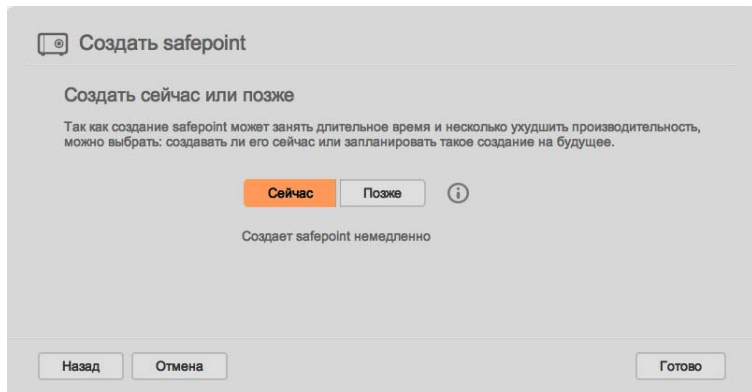 Создать safepoint
Создать сейчас или позже
Так как создание safepoint может занять длительное время и несколько ухудшить производительность,
можно выбрать: создавать ли его сейчас или запланировать такое создание на будущее.
Сейчас Позже
Создает safepoint немедленно
Назад Отмена Готово